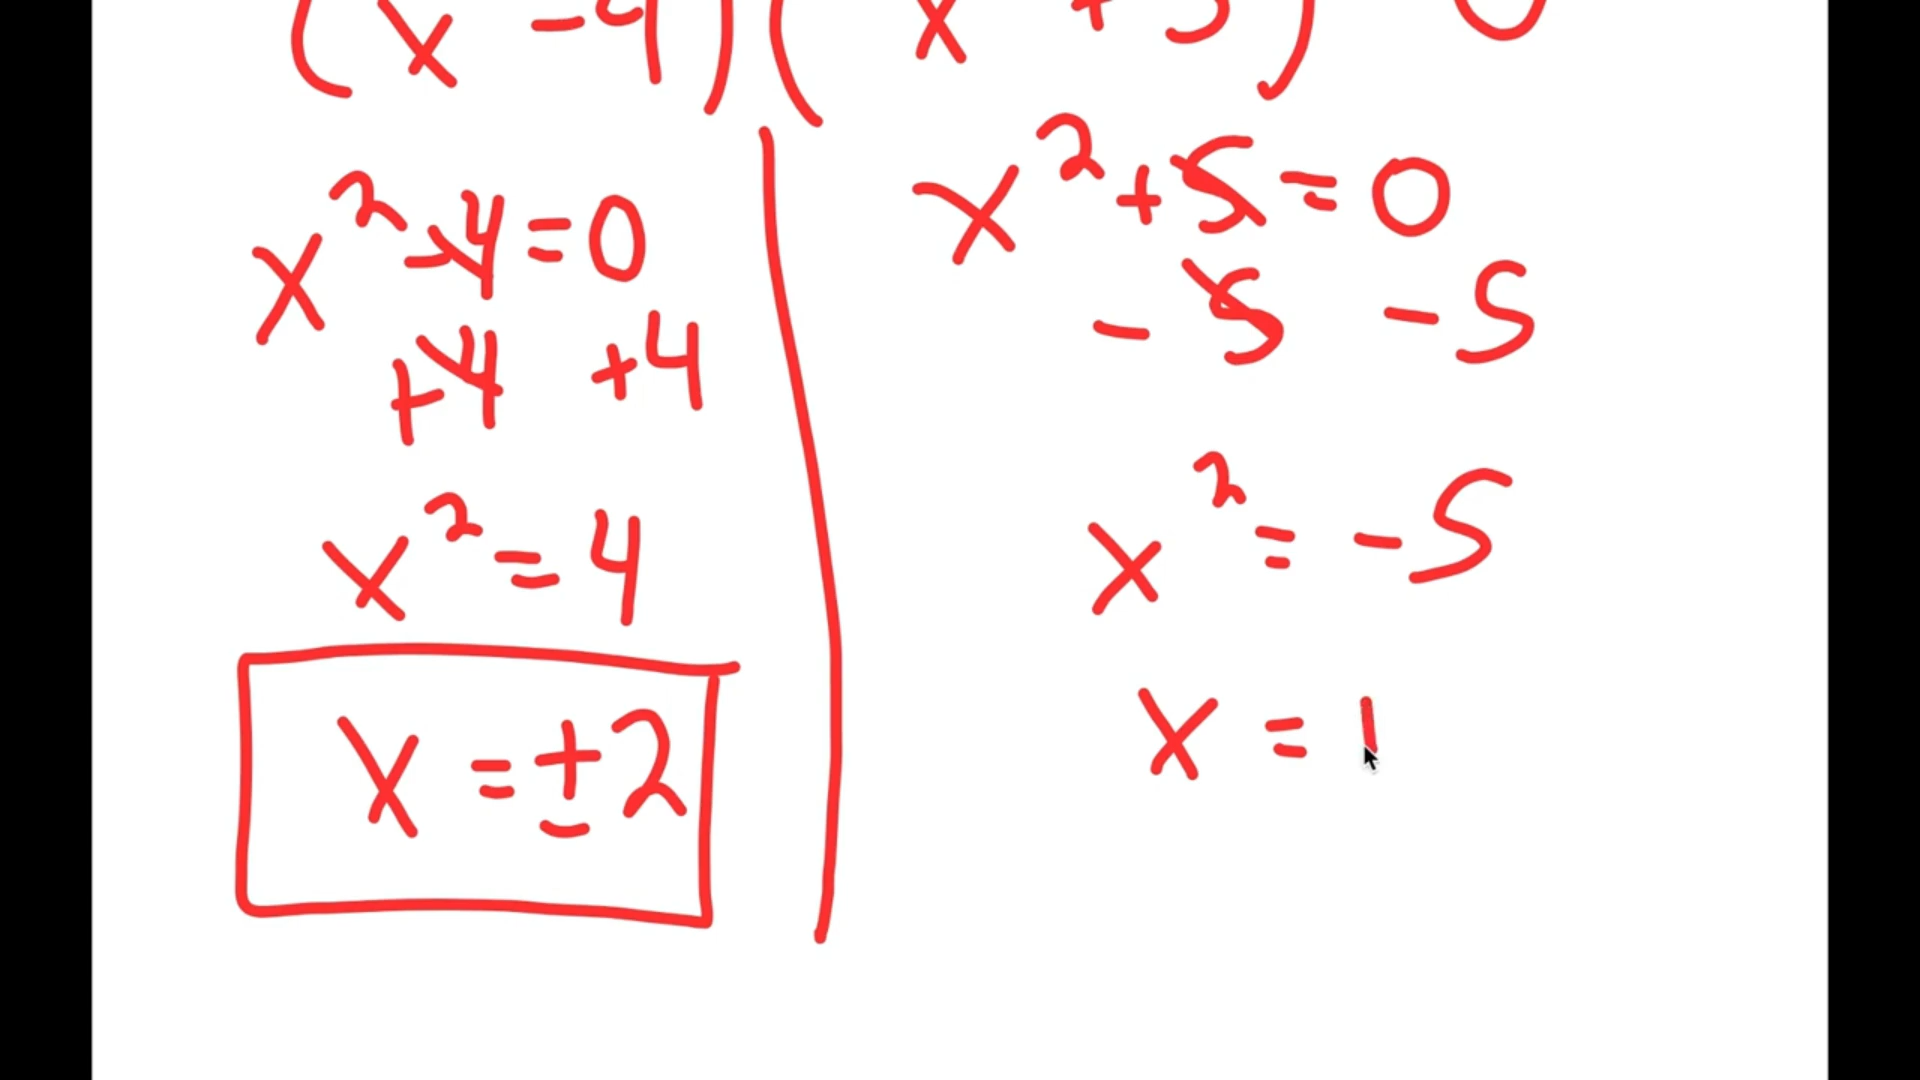 (x - 4)(x + 5) 0
x² - 4 = 0
+4 +4
x² = 4
x = ±2
x² + 5 = 0
- 5 - 5
x² = -5
x =